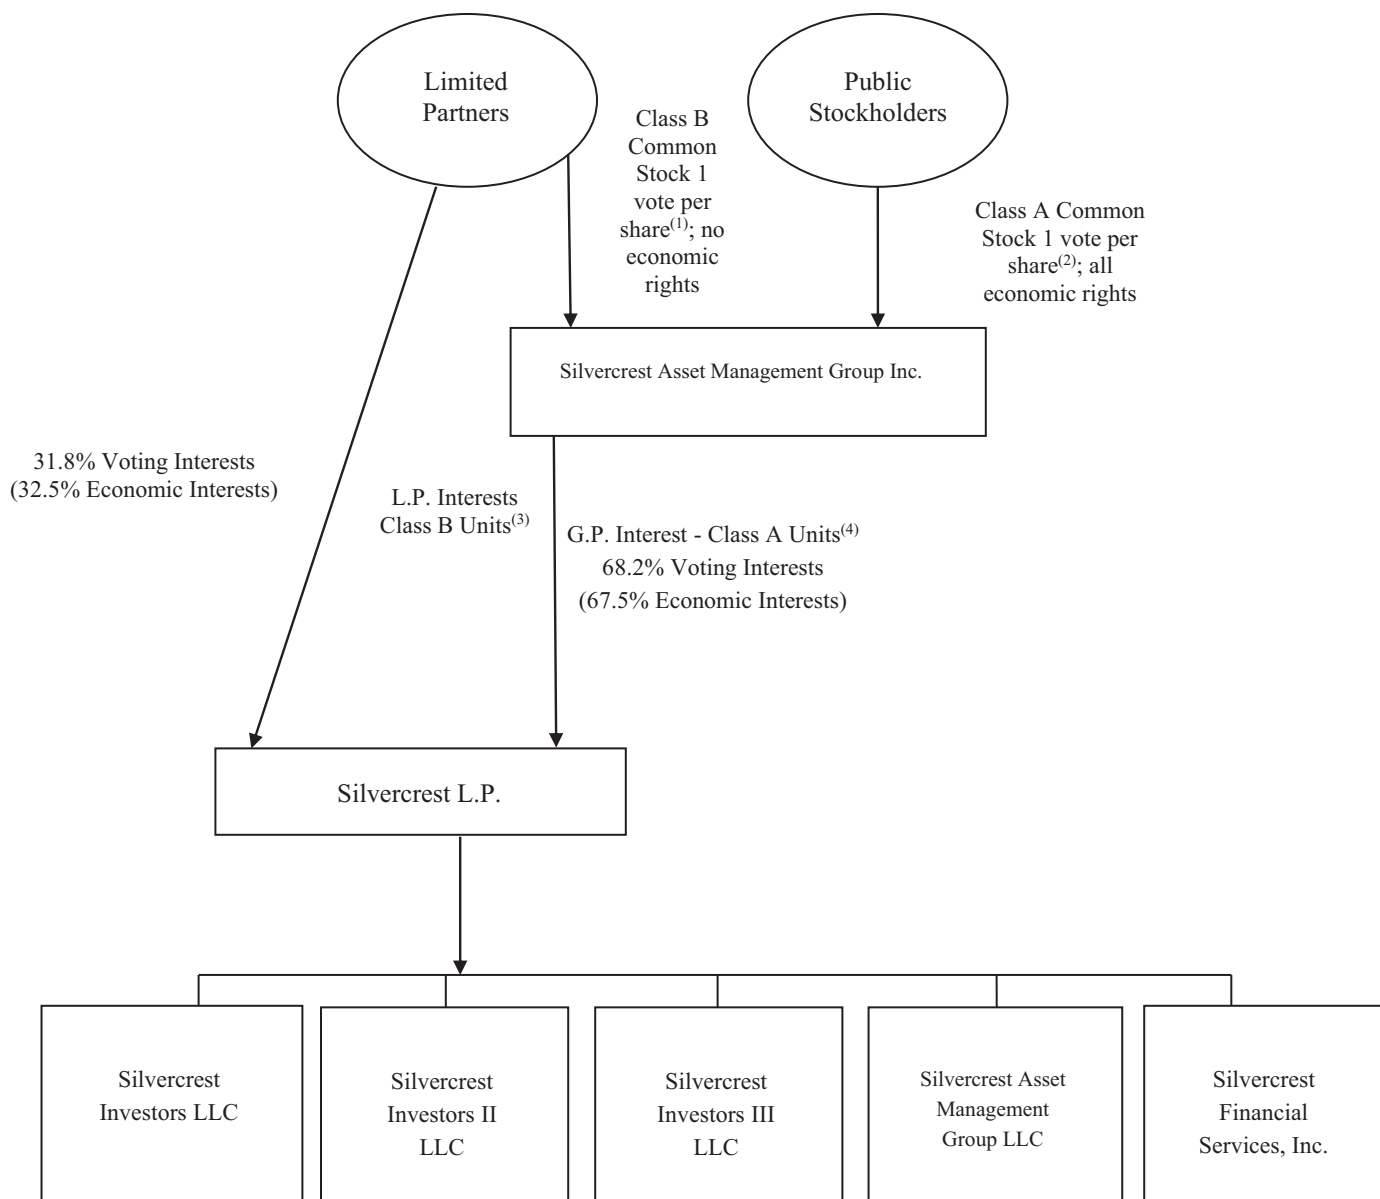 Limited
Partners
Public
Stockholders
Class B
Common
Stock 1
vote per
share(1); no
economic
rights
Class A Common
Stock 1 vote per
share(2); all
economic rights
Silvercrest Asset Management Group Inc.
31.8% Voting Interests
(32.5% Economic Interests)
L.P. Interests
Class B Units(3)
G.P. Interest - Class A Units(4)
68.2% Voting Interests
(67.5% Economic Interests)
Silvercrest L.P.
Silvercrest
Investors LLC
Silvercrest
Investors II
LLC
Silvercrest
Investors III
LLC
Silvercrest Asset
Management
Group LLC
Silvercrest
Financial
Services, Inc.